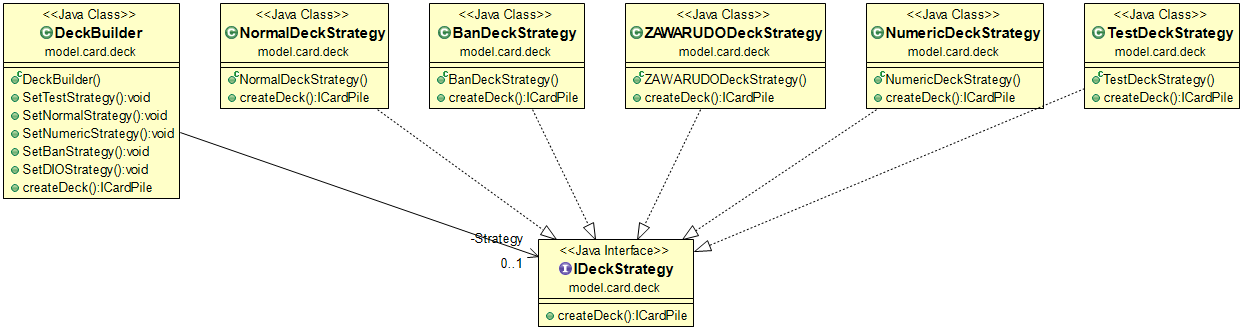 <<Java Class>>
DeckBuilder
model.card.deck
DeckBuilder()
SetTestStrategy():void
SetNormalStrategy():void
SetNumericStrategy():void
SetBanStrategy():void
SetDIOStrategy():void
createDeck():ICardPile
<<Java Class>>
NormalDeckStrategy
model.card.deck
NormalDeckStrategy()
createDeck():ICardPile
<<Java Class>>
BanDeckStrategy
model.card.deck
BanDeckStrategy()
createDeck():ICardPile
<<Java Class>>
ZAWARUDODeckStrategy
model.card.deck
ZAWARUDODeckStrategy()
createDeck():ICardPile
<<Java Class>>
NumericDeckStrategy
model.card.deck
NumericDeckStrategy()
createDeck():ICardPile
<<Java Class>>
TestDeckStrategy
model.card.deck
TestDeckStrategy()
createDeck():ICardPile
-Strategy
0..1
<<Java Interface>>
IDeckStrategy
model.card.deck
createDeck():ICardPile